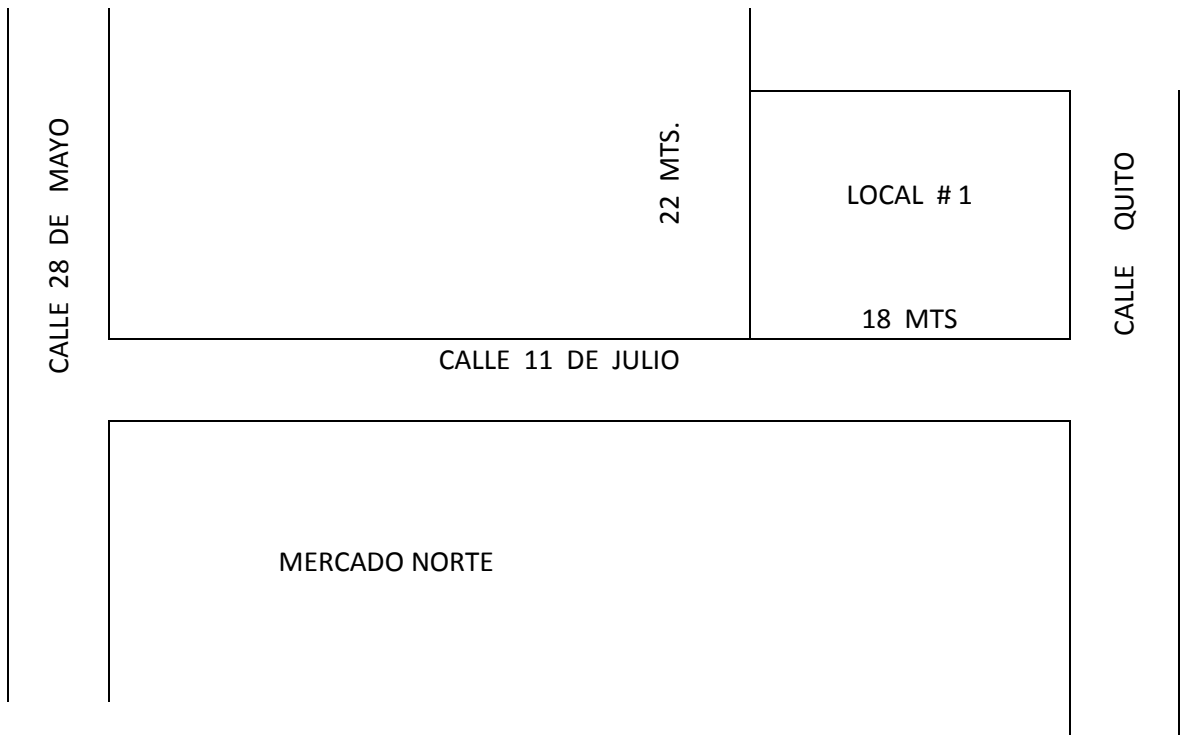 CALLE 28 DE MAYO
22 MTS.
LOCAL # 1
CALLE QUITO
18 MTS
CALLE 11 DE JULIO
MERCADO NORTE